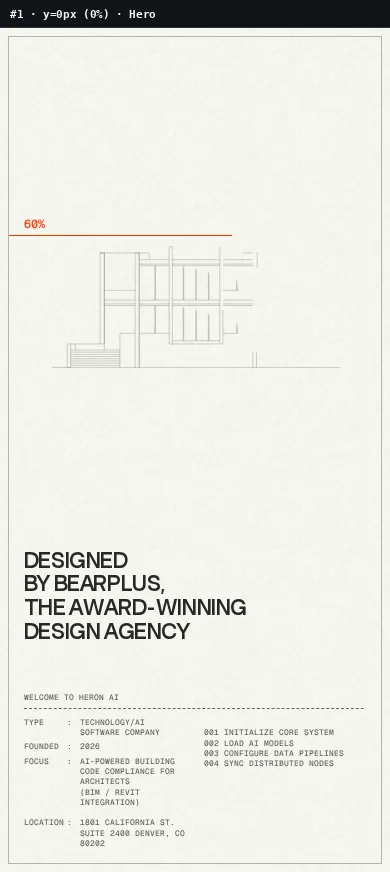 #1 · y=0px (0%) · Hero
60%
DESIGNED
BY BEARPLUS,
THE AWARD-WINNING
DESIGN AGENCY
WELCOME TO HERON AI
TYPE : TECHNOLOGY/AI
SOFTWARE COMPANY
FOUNDED : 2026
FOCUS : AI-POWERED BUILDING
CODE COMPLIANCE FOR
ARCHITECTS
(BIM / REVIT
INTEGRATION)
LOCATION : 1801 CALIFORNIA ST.
SUITE 2400 DENVER, CO
80202
001 INITIALIZE CORE SYSTEM
002 LOAD AI MODELS
003 CONFIGURE DATA PIPELINES
004 SYNC DISTRIBUTED NODES